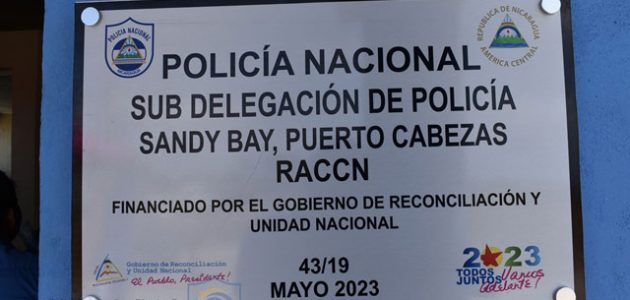 POLICIA NACIONAL
NICARAGUA
REPUBLICA DE NICARAGUA
AMERICA CENTRAL
POLICÍA NACIONAL
SUB DELEGACIÓN DE POLICÍA
SANDY BAY, PUERTO CABEZAS
RACCN
FINANCIADO POR EL GOBIERNO DE RECONCILIACIÓN Y
UNIDAD NACIONAL
Gobierno de Reconciliación
y Unidad Nacional
El Pueblo, Presidente!
43/19
MAYO 2023
2023
TODOS
JUNTOS
Vamos
adelante!